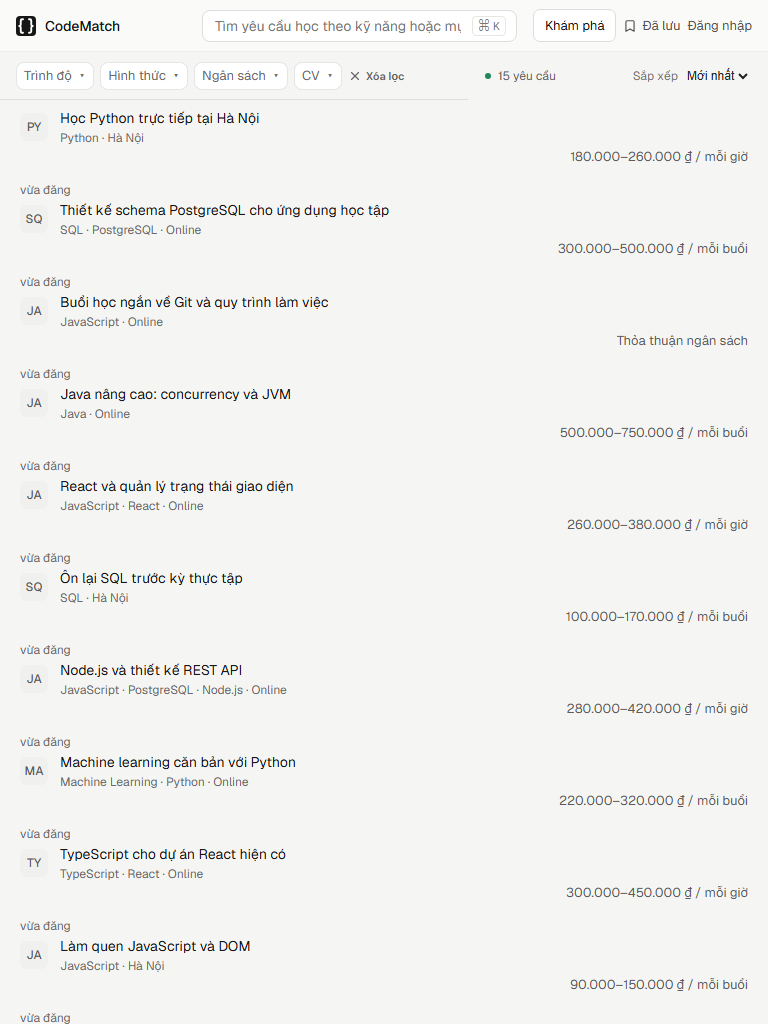 CodeMatch
Tìm yêu cầu học theo kỹ năng hoặc mụ
⌘ K
Khám phá
Đã lưu
Đăng nhập
Trình độ
Hình thức
Ngân sách
CV
Xóa lọc
15 yêu cầu
Sắp xếp
Mới nhất
PY
Học Python trực tiếp tại Hà Nội
Python · Hà Nội
180.000–260.000 ₫ / mỗi giờ
vừa đăng
SQ
Thiết kế schema PostgreSQL cho ứng dụng học tập
SQL · PostgreSQL · Online
300.000–500.000 ₫ / mỗi buổi
vừa đăng
JA
Buổi học ngắn về Git và quy trình làm việc
JavaScript · Online
Thỏa thuận ngân sách
vừa đăng
JA
Java nâng cao: concurrency và JVM
Java · Online
500.000–750.000 ₫ / mỗi buổi
vừa đăng
JA
React và quản lý trạng thái giao diện
JavaScript · React · Online
260.000–380.000 ₫ / mỗi giờ
vừa đăng
SQ
Ôn lại SQL trước kỳ thực tập
SQL · Hà Nội
100.000–170.000 ₫ / mỗi buổi
vừa đăng
JA
Node.js và thiết kế REST API
JavaScript · PostgreSQL · Node.js · Online
280.000–420.000 ₫ / mỗi giờ
vừa đăng
MA
Machine learning căn bản với Python
Machine Learning · Python · Online
220.000–320.000 ₫ / mỗi buổi
vừa đăng
TY
TypeScript cho dự án React hiện có
TypeScript · React · Online
300.000–450.000 ₫ / mỗi giờ
vừa đăng
JA
Làm quen JavaScript và DOM
JavaScript · Hà Nội
90.000–150.000 ₫ / mỗi giờ
vừa đăng